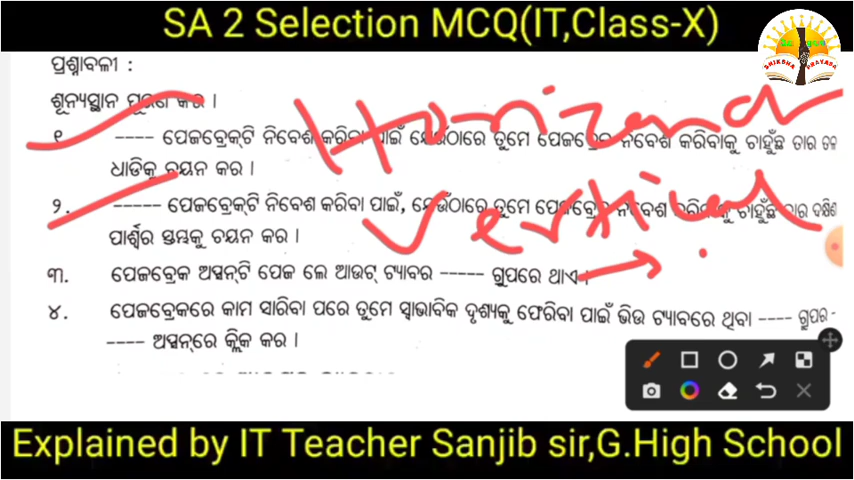 SA 2 Selection MCQ(IT,Class-X)
ପ୍ରଶ୍ନାବଳୀ :
ଶୂନ୍ୟସ୍ଥାନ ପୂରଣ କର ।
୧. ---- ପେଜବ୍ରେକ୍‌ଟି ନିବେଶ କରିବା ପାଇଁ ଯେଉଁଠାରେ ତୁମେ ପେଜବ୍ରେକ ନିବେଶ କରିବାକୁ ଚାହୁଁଛ ତାର ତଳ
ଧାଡିକୁ ଚୟନ କର ।
୨. ----- ପେଜବ୍ରେକ୍‌ଟି ନିବେଶ କରିବା ପାଇଁ, ଯେଉଁଠାରେ ତୁମେ ପେଜବ୍ରେକ ନିବେଶ କରିବାକୁ ଚାହୁଁଛ ତାର ଦକ୍ଷିଣ
ପାର୍ଶ୍ୱର ସ୍ତମ୍ଭକୁ ଚୟନ କର ।
୩. ପେଜବ୍ରେକ ଅପ୍ସନ୍‌ଟି ପେଜ ଲେ ଆଉଟ୍ ଟ୍ୟାବର ----- ଗ୍ରୁପରେ ଥାଏ ।
୪. ପେଜବ୍ରେକରେ କାମ ସାରିବା ପରେ ତୁମେ ସ୍ୱାଭାବିକ ଦୃଶ୍ୟକୁ ଫେରିବା ପାଇଁ ଭିଉ ଟ୍ୟାବରେ ଥିବା ---- ଗ୍ରୁପର -
---- ଅପ୍ସନ୍‌ରେ କ୍ଲିକ କର ।
Vertical
SHIKSHA PRAYASA
Explained by IT Teacher Sanjib sir,G.High School